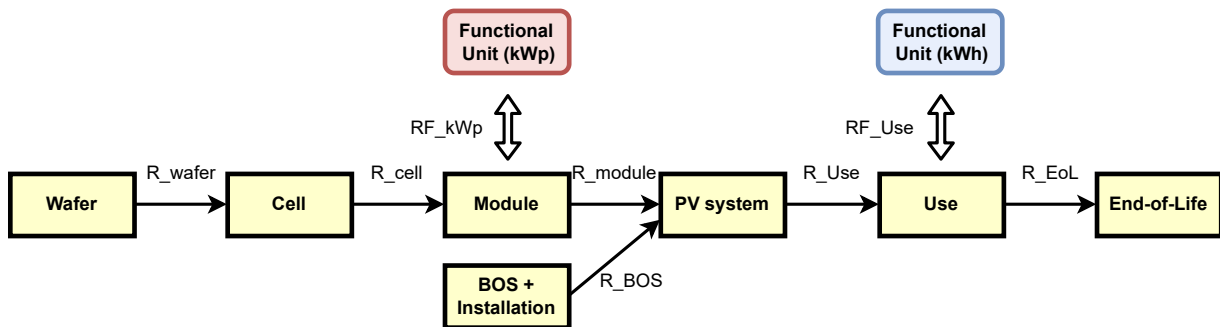 Functional
Unit (kWp)
Functional
Unit (kWh)
RF_kWp
RF_Use
R_wafer
R_cell
R_module
R_Use
R_EoL
Wafer
Cell
Module
PV system
Use
End-of-Life
BOS +
Installation
R_BOS